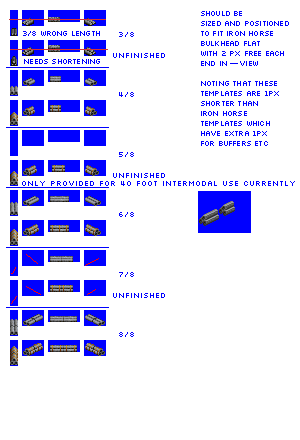 3/8 WRONG LENGTH
3/8
UNFINISHED
NEEDS SHORTENING
4/8
5/8
UNFINISHED
ONLY PROVIDED FOR 40 FOOT INTERMODAL USE CURRENTLY
6/8
7/8
UNFINISHED
8/8
SHOULD BE
SIZED AND POSITIONED
TO FIT IRON HORSE
BULKHEAD FLAT
WITH 2 PX FREE EACH
END IN -- VIEW
NOTING THAT THESE
TEMPLATES ARE 1PX
SHORTER THAN
IRON HORSE
TEMPLATES WHICH
HAVE EXTRA 1PX
FOR BUFFERS ETC